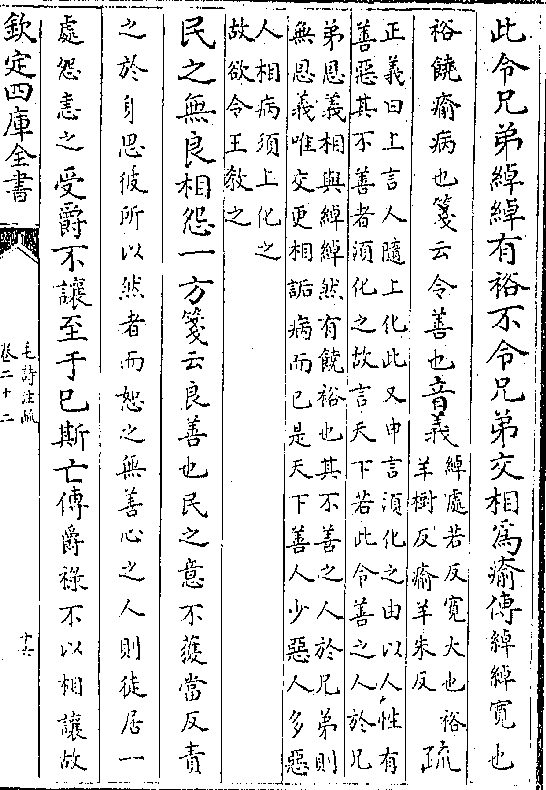 此令兄弟綽綽有裕不令兄弟交相為瘉傳綽綽寛也
裕饒瘉病也箋云令善也音義
綽處若反寛大也裕
羊樹反瘉羊朱反
疏
正義曰上言人隨上化此又申言須化之由以人性有
善惡其不善者須化之故言天下若此令善之人於兄
弟恩義相與綽綽然有饒裕也其不善之人於兄弟則
無恩義唯交更相詬病而已是天下善人少惡人多惡
人相病須上化之
故欲令王教之
民之無良相怨一方箋云良善也民之意不獲當反責
之於身思彼所以然者而恕之無善心之人則徒居一
處怨恚之受爵不讓至于已斯亡傳爵祿不以相讓故
欽定四庫全書
毛詩注疏
卷二十二
十六